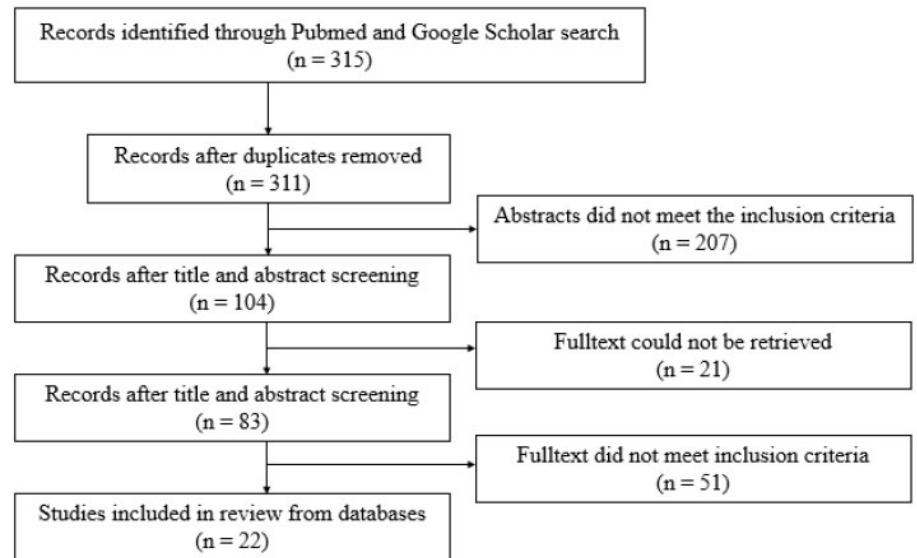 Records identified through Pubmed and Google Scholar search
(n = 315)
Records after duplicates removed
(n = 311)
Abstracts did not meet the inclusion criteria
(n = 207)
Records after title and abstract screening
(n = 104)
Fulltext could not be retrieved
(n = 21)
Records after title and abstract screening
(n = 83)
Fulltext did not meet inclusion criteria
(n = 51)
Studies included in review from databases
(n = 22)